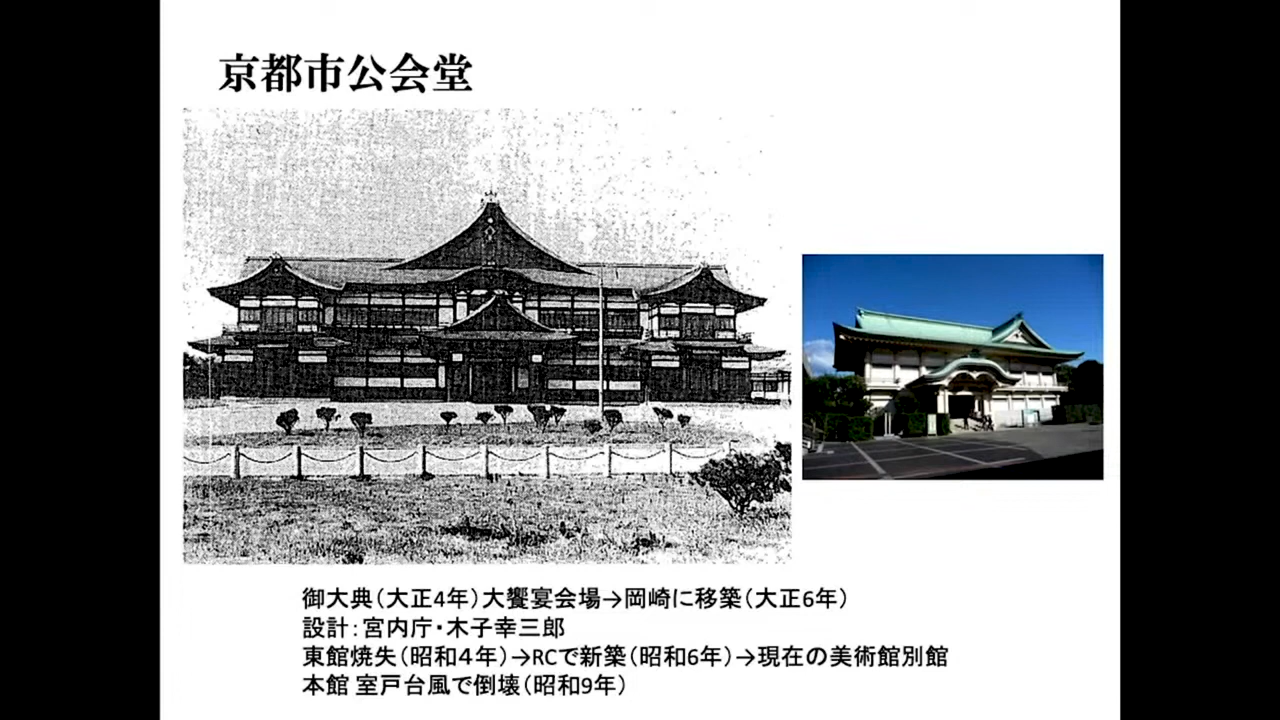 京都市公会堂
御大典（大正4年）大饗宴会場→岡崎に移築（大正6年）
設計：宮内庁・木子幸三郎
東館焼失（昭和４年）→RCで新築（昭和6年）→現在の美術館別館
本館 室戸台風で倒壊（昭和9年）